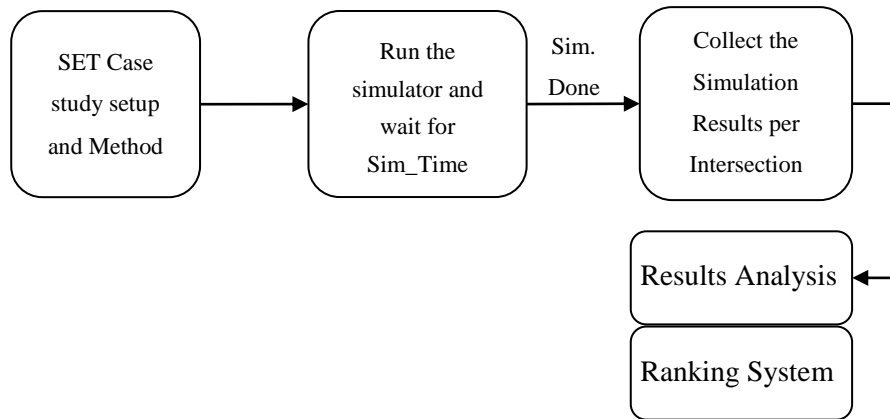 SET Case
study setup
and Method
Run the
simulator and
wait for
Sim_Time
Sim.
Done
Collect the
Simulation
Results per
Intersection
Results Analysis
Ranking System